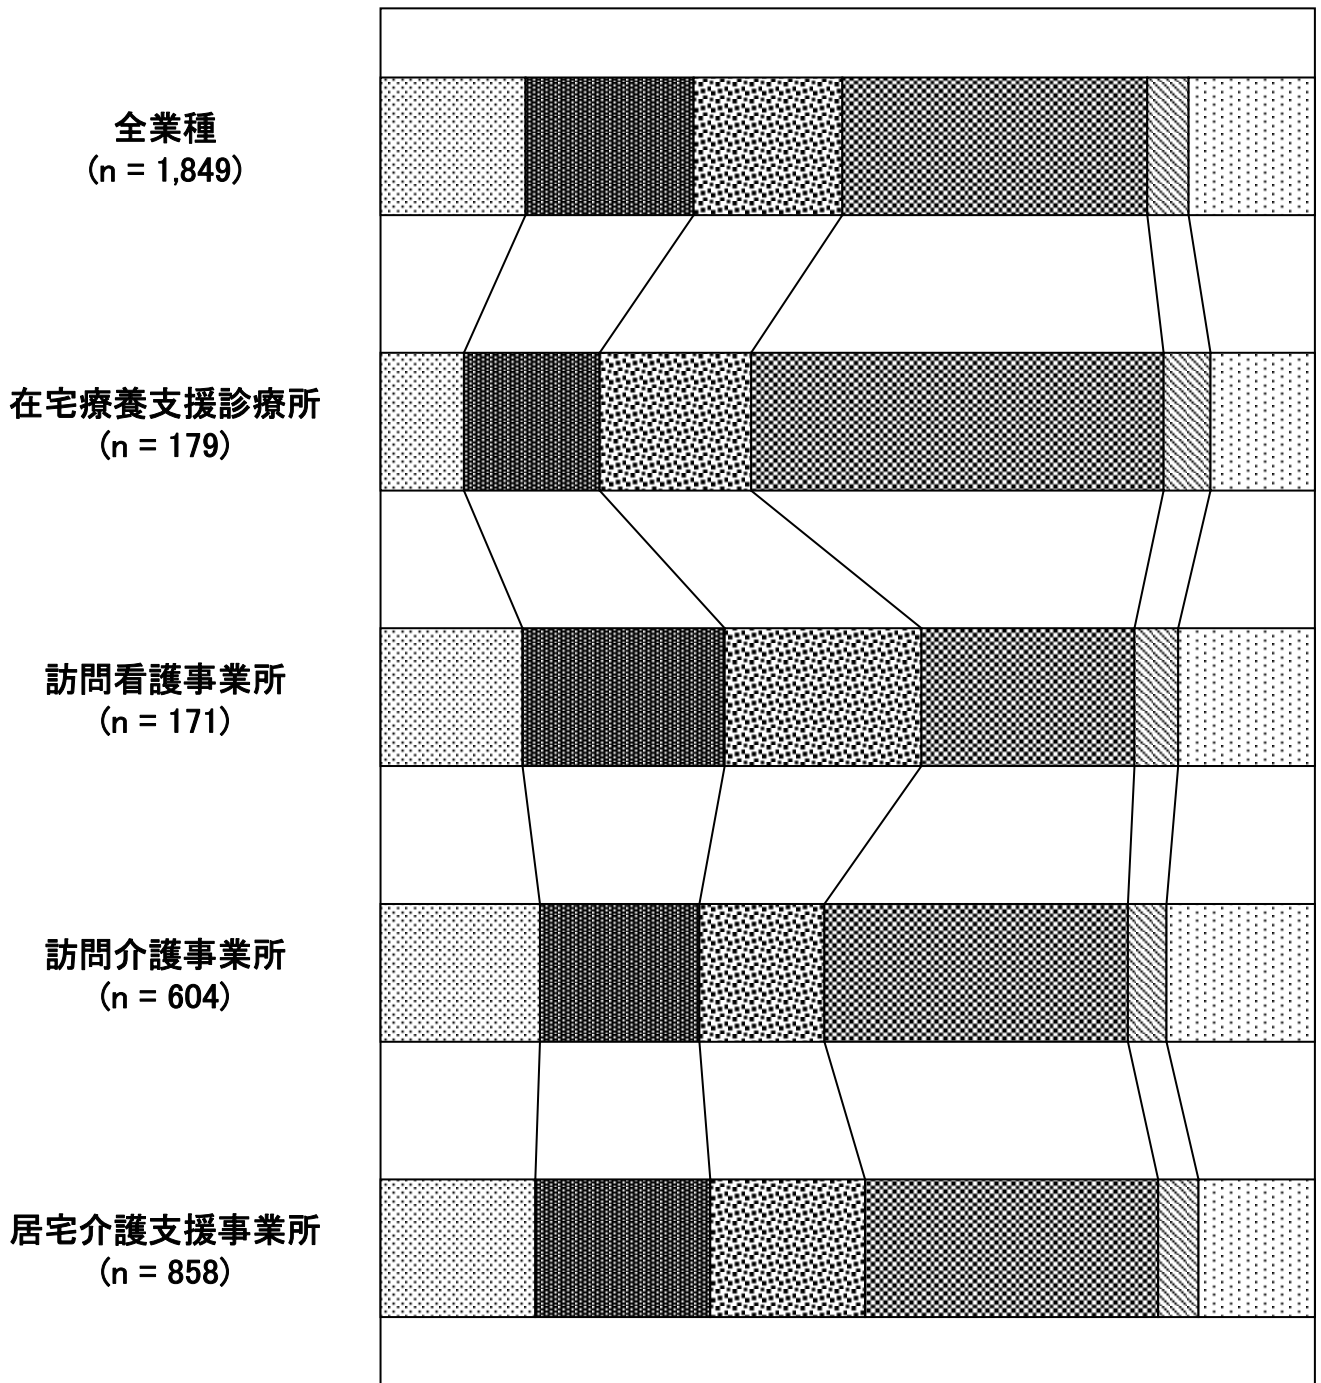 全業種
(n = 1,849)
在宅療養支援診療所
(n = 179)
訪問看護事業所
(n = 171)
訪問介護事業所
(n = 604)
居宅介護支援事業所
(n = 858)